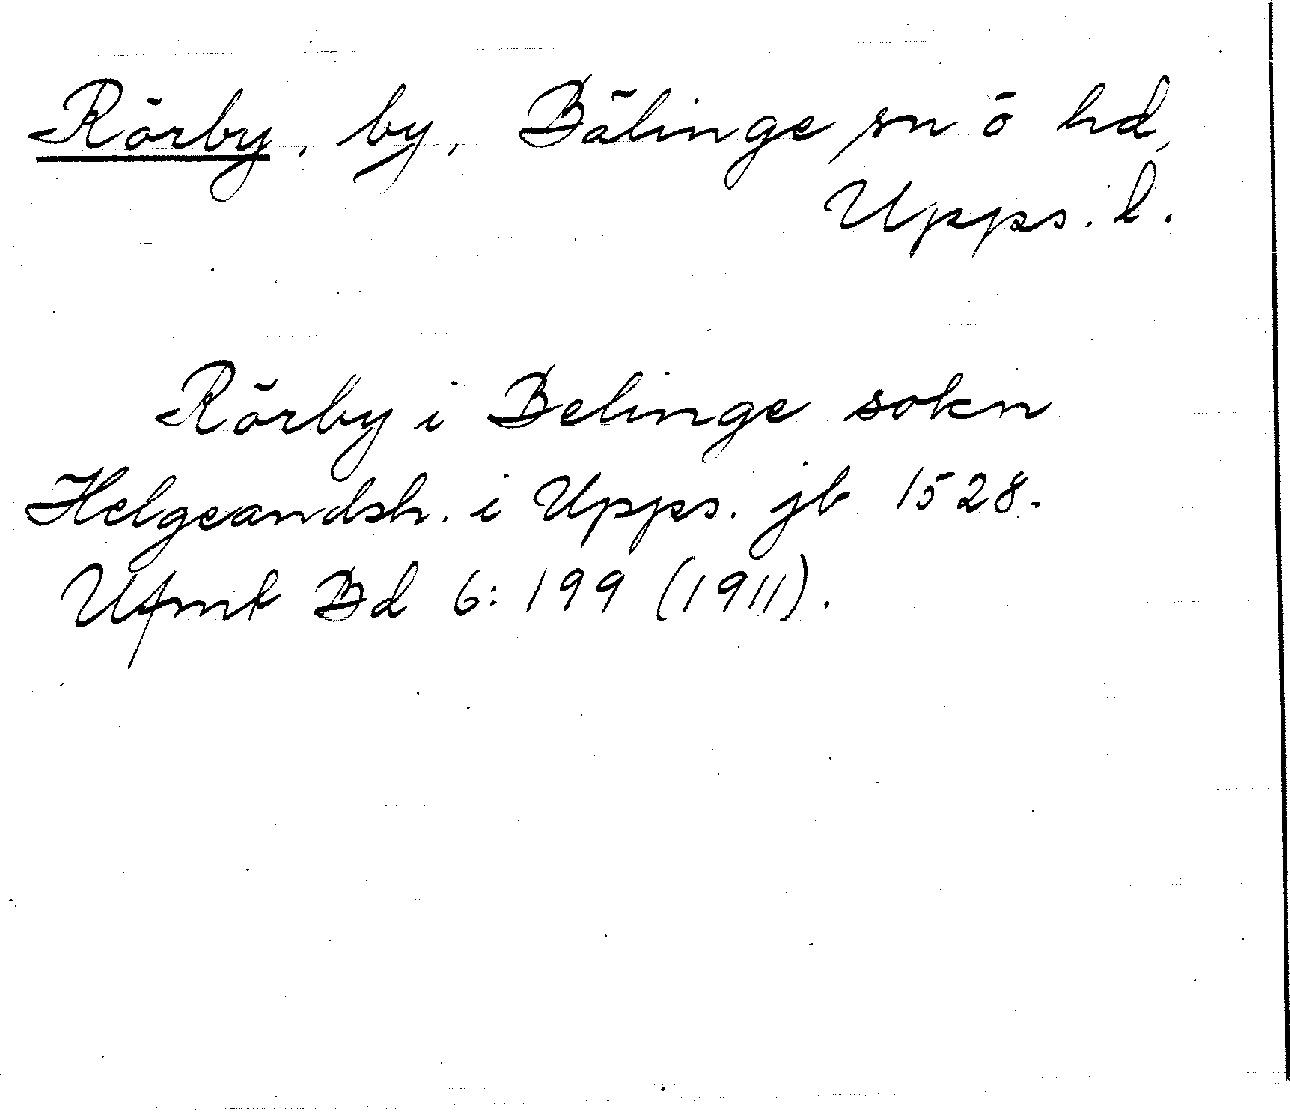 Rörby, by, Bälinge sn o hd,
Upps. l.
Rörby i Belinge sokn
Helgeandsh. i Upps. jb 1528.
Ufmt Bd 6: 199 (1911).